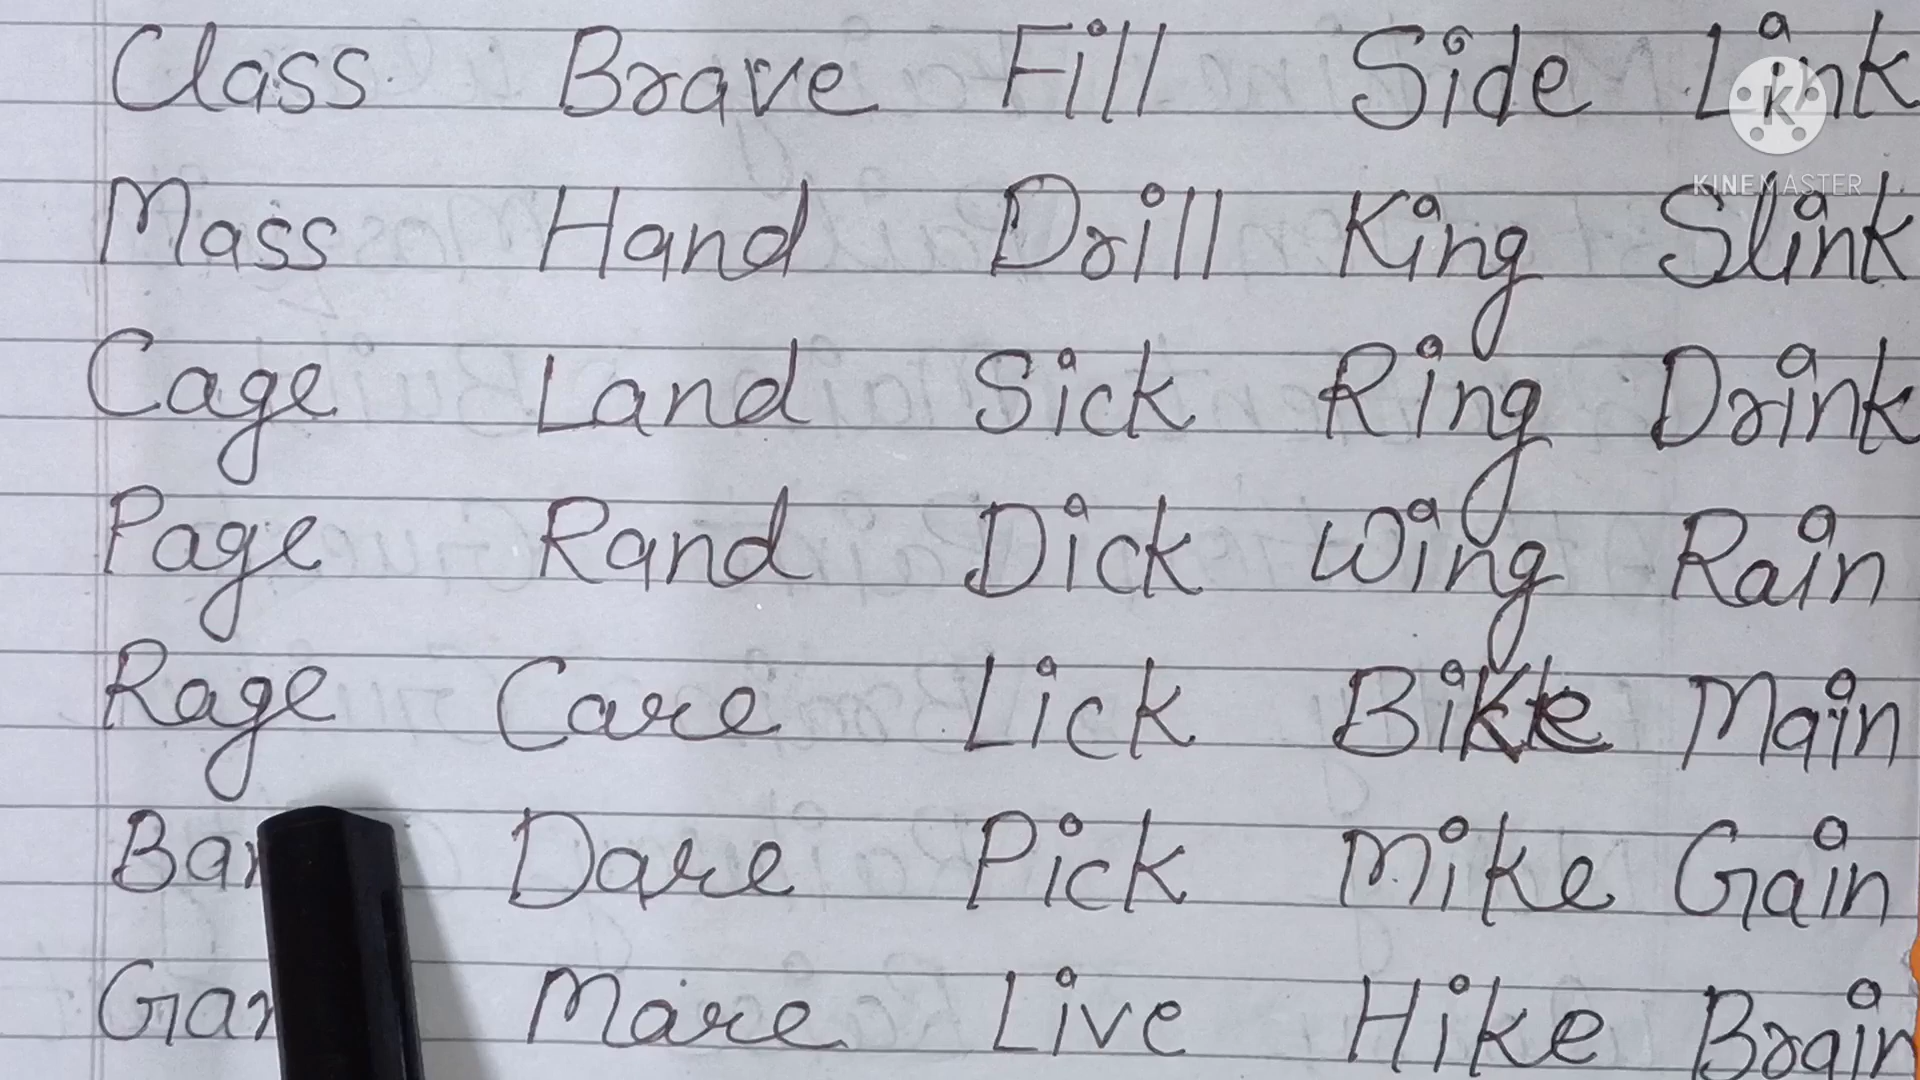 Class Brave Fill Side Link
Mass Hand Drill King Slink
KINEMASTER
Cage Land Sick Ring Drink
Page Rand Dick Wing Rain
Rage Care Lick Bike Main
Dare Pick Mike Gain
Mare Live Hike Brain